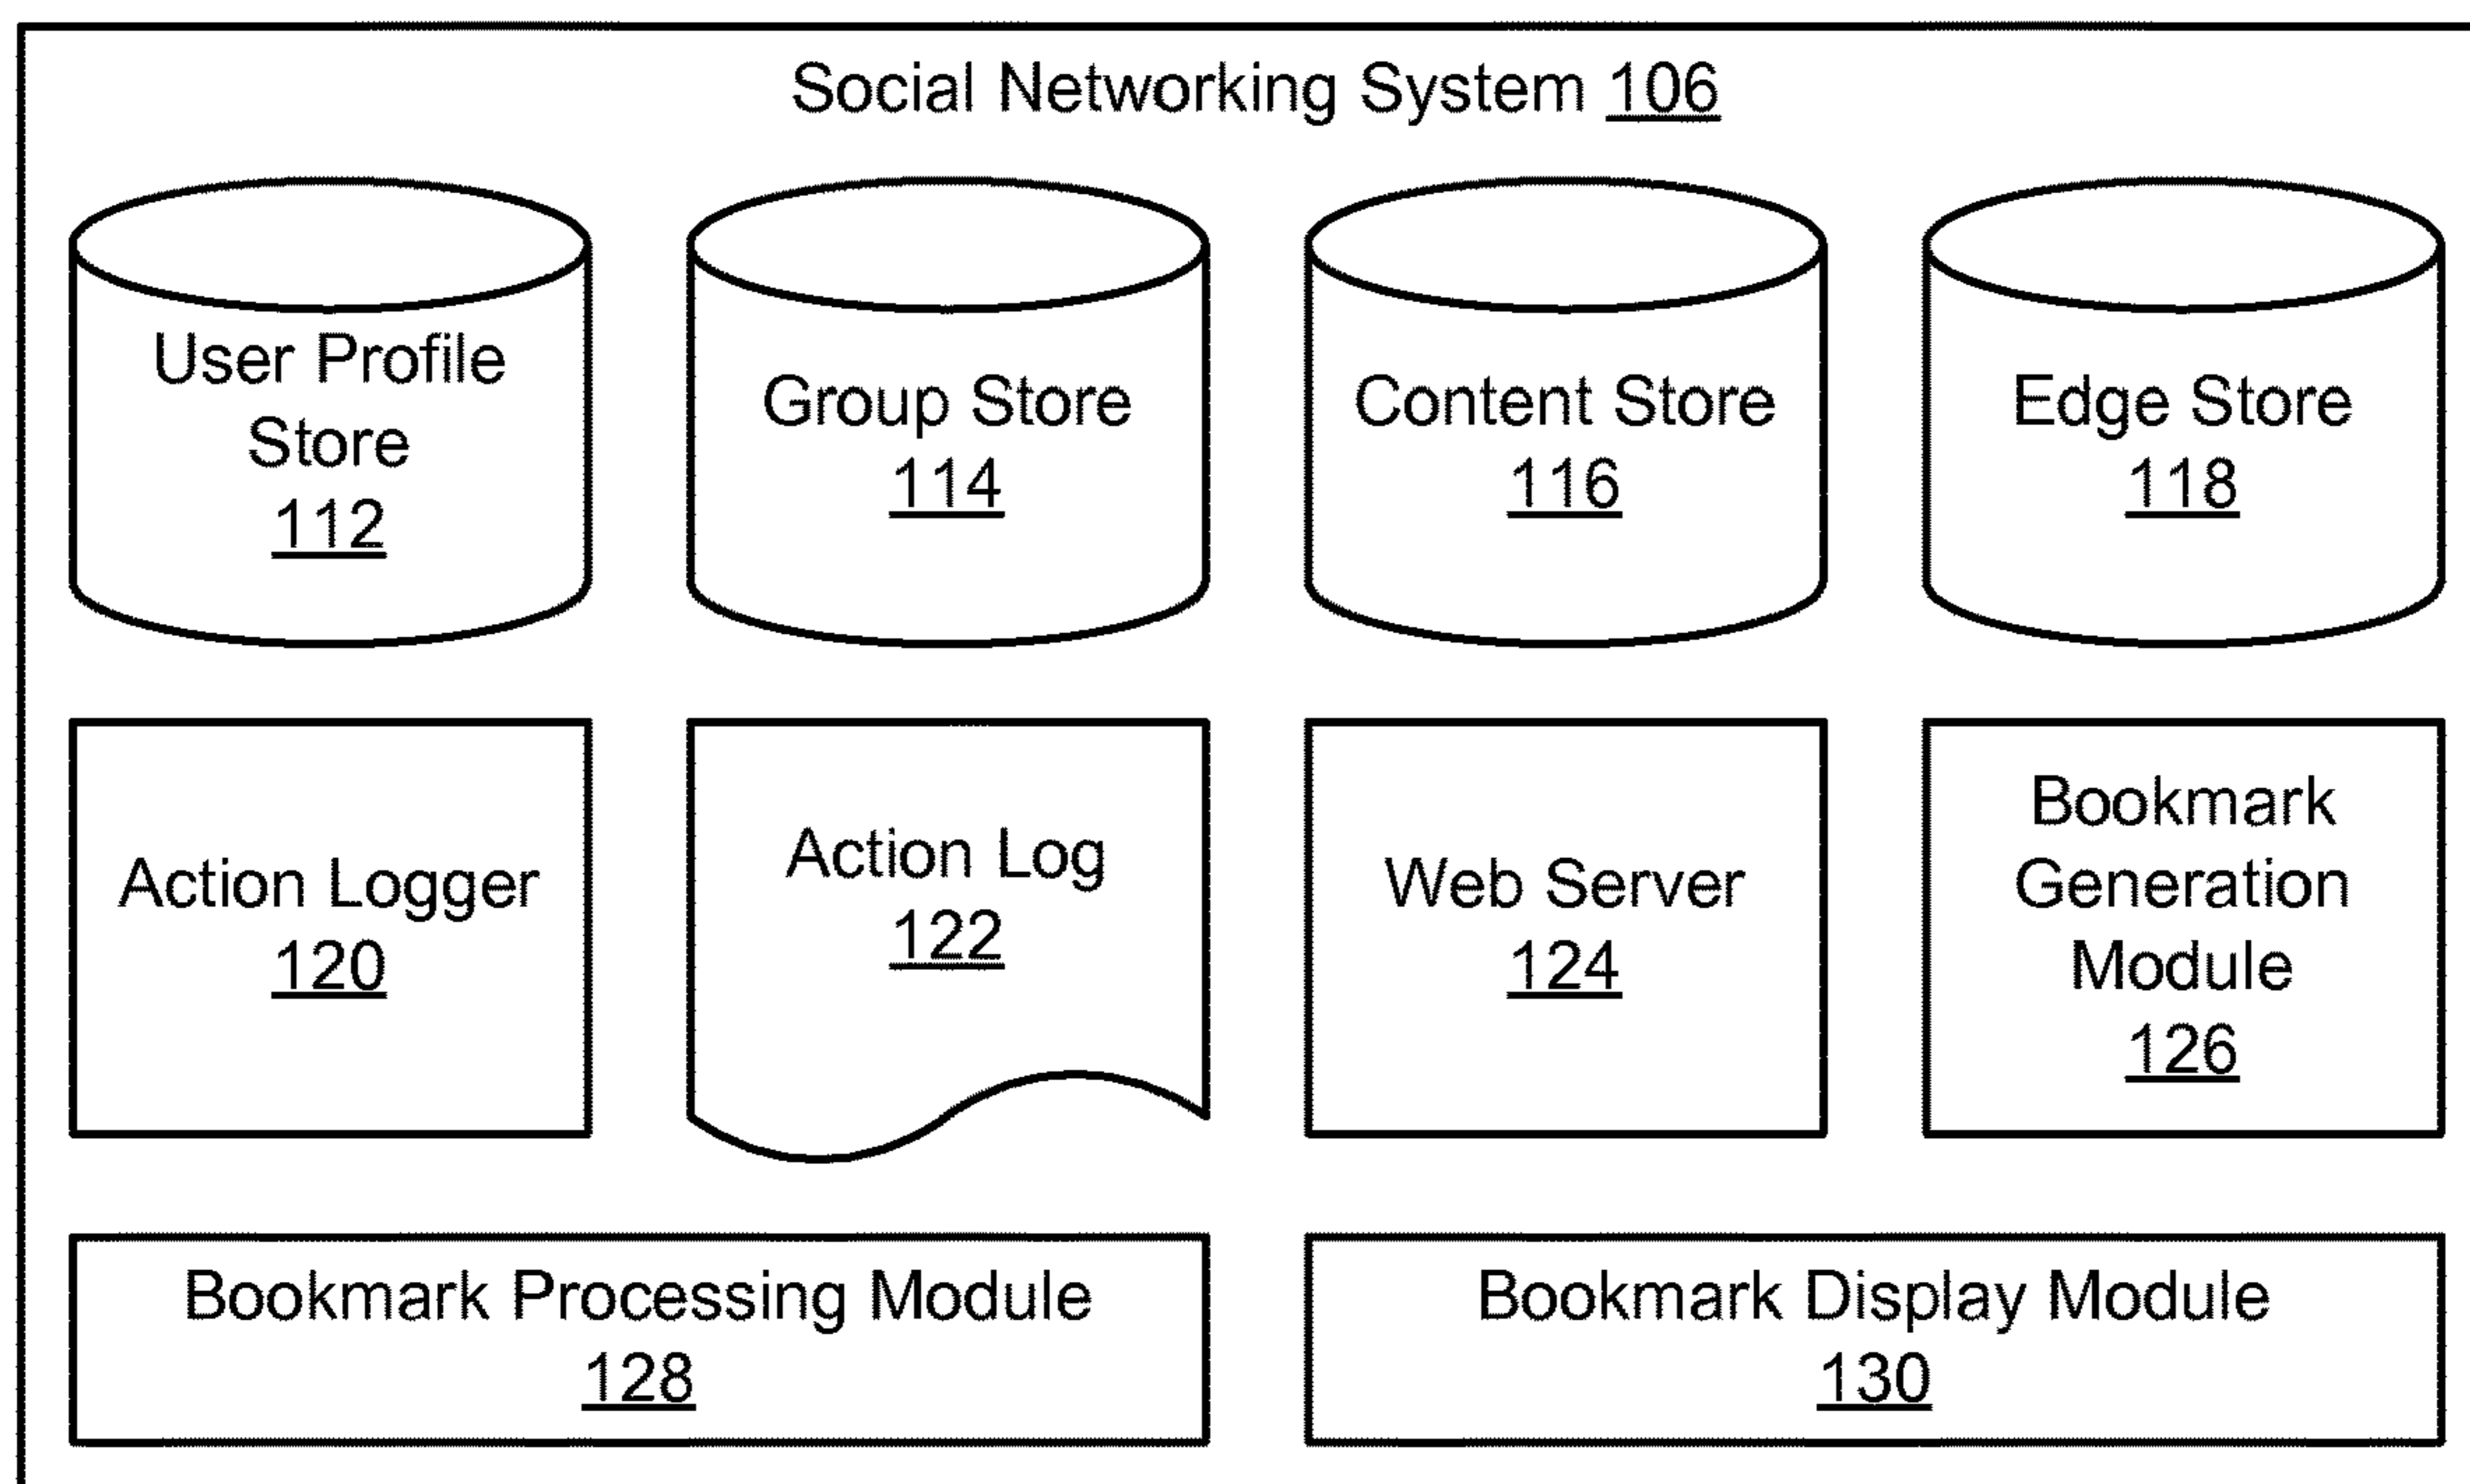 Social Networking System 106
User Profile
Store
112
Group Store
114
Content Store
116
Edge Store
118
Action Logger
120
Action Log
122
Web Server
124
Bookmark
Generation
Module
126
Bookmark Processing Module
128
Bookmark Display Module
130